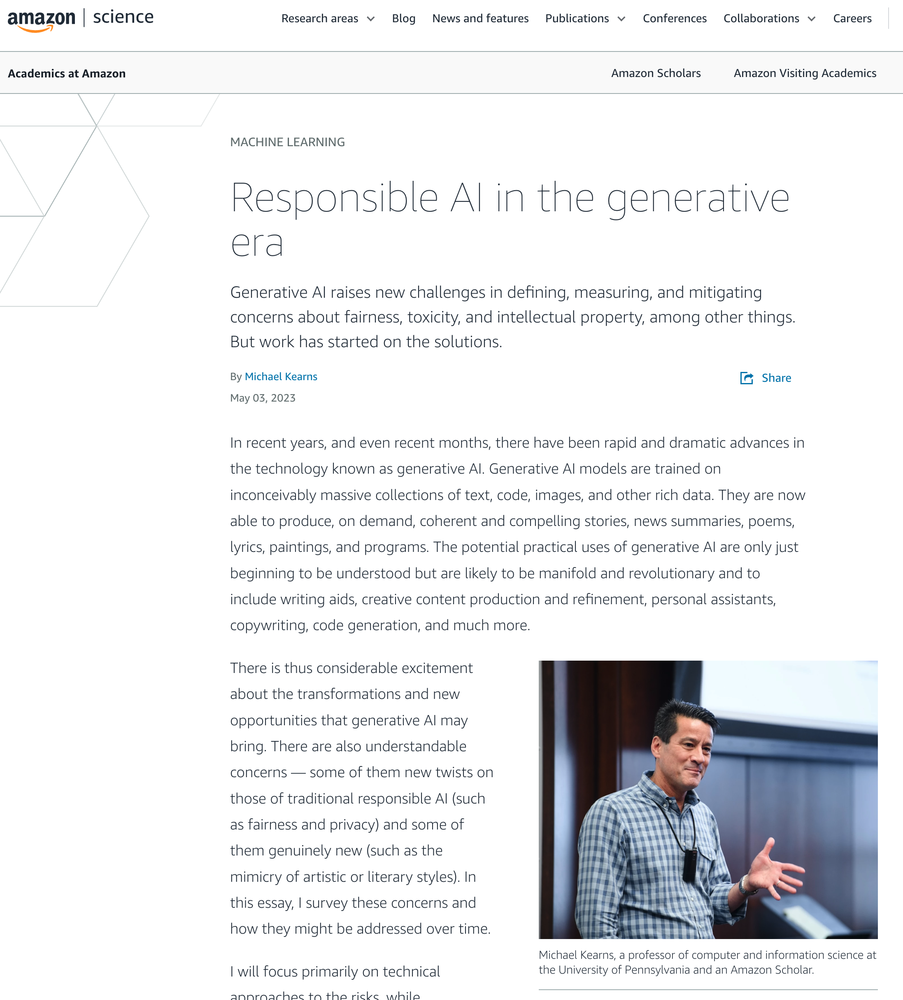 amazon | science
Research areas
Blog
News and features
Publications
Conferences
Collaborations
Careers
Academics at Amazon
Amazon Scholars
Amazon Visiting Academics
MACHINE LEARNING
Responsible AI in the generative
era
Generative AI raises new challenges in defining, measuring, and mitigating
concerns about fairness, toxicity, and intellectual property, among other things.
But work has started on the solutions.
By Michael Kearns
Share
May 03, 2023
In recent years, and even recent months, there have been rapid and dramatic advances in
the technology known as generative AI. Generative AI models are trained on
inconceivably massive collections of text, code, images, and other rich data. They are now
able to produce, on demand, coherent and compelling stories, news summaries, poems,
lyrics, paintings, and programs. The potential practical uses of generative AI are only just
beginning to be understood but are likely to be manifold and revolutionary and to
include writing aids, creative content production and refinement, personal assistants,
copywriting, code generation, and much more.
There is thus considerable excitement
about the transformations and new
opportunities that generative AI may
bring. There are also understandable
concerns — some of them new twists on
those of traditional responsible AI (such
as fairness and privacy) and some of
them genuinely new (such as the
mimicry of artistic or literary styles). In
this essay, I survey these concerns and
how they might be addressed over time.
I will focus primarily on technical
approaches to the risks, while
Michael Kearns, a professor of computer and information science at
the University of Pennsylvania and an Amazon Scholar.